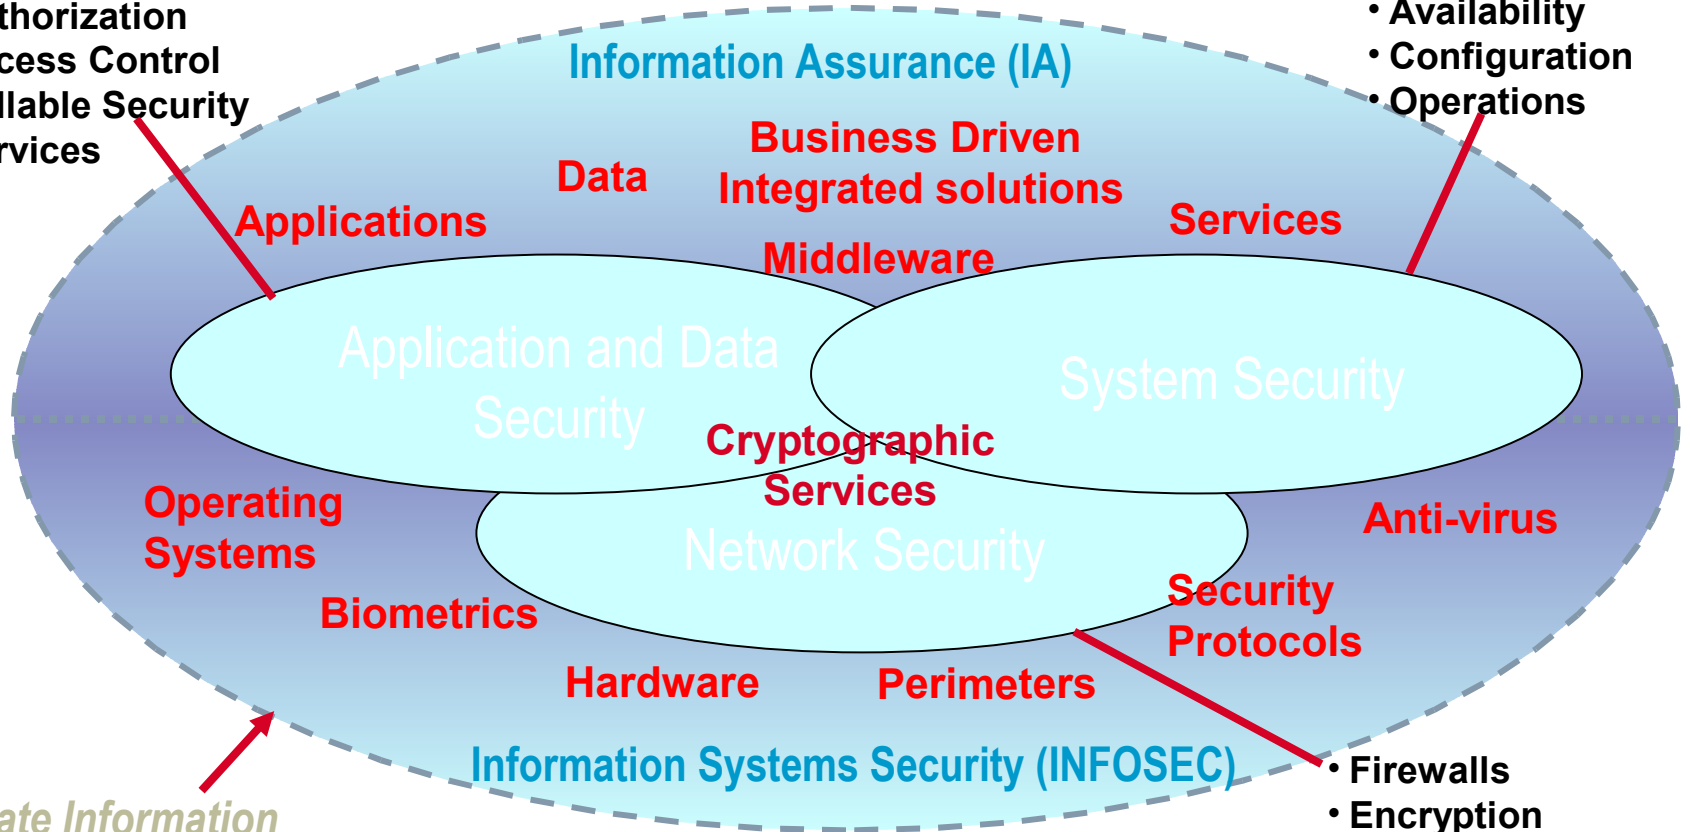 thorization
cess Control
llable Security
rvices
• Availability
• Configuration
• Operations
Information Assurance (IA)
Business Driven
Integrated solutions
Data
Applications
Services
Middleware
Application and Data
Security
System Security
Cryptographic
Services
Network Security
Operating
Systems
Anti-virus
Biometrics
Security
Protocols
Hardware
Perimeters
Information Systems Security (INFOSEC)
• Firewalls
• Encryption
ate Information